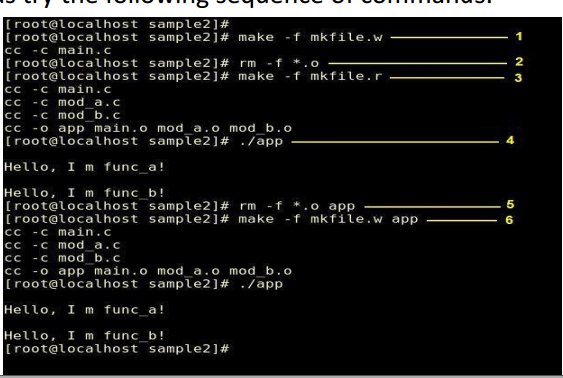 us try the following sequence of commands:
[root@localhost sample2]#
[root@localhost sample2]# make -f mkfile.w 1
cc -c main.c
[root@localhost sample2]# rm -f *.o 2
[root@localhost sample2]# make -f mkfile.r 3
cc -c main.c
cc -c mod_a.c
cc -c mod_b.c
cc -o app main.o mod_a.o mod_b.o
[root@localhost sample2]# ./app 4
Hello, I m func_a!
Hello, I m func_b!
[root@localhost sample2]# rm -f *.o app 5
[root@localhost sample2]# make -f mkfile.w app 6
cc -c main.c
cc -c mod_a.c
cc -c mod_b.c
cc -o app main.o mod_a.o mod_b.o
[root@localhost sample2]# ./app
Hello, I m func_a!
Hello, I m func_b!
[root@localhost sample2]#